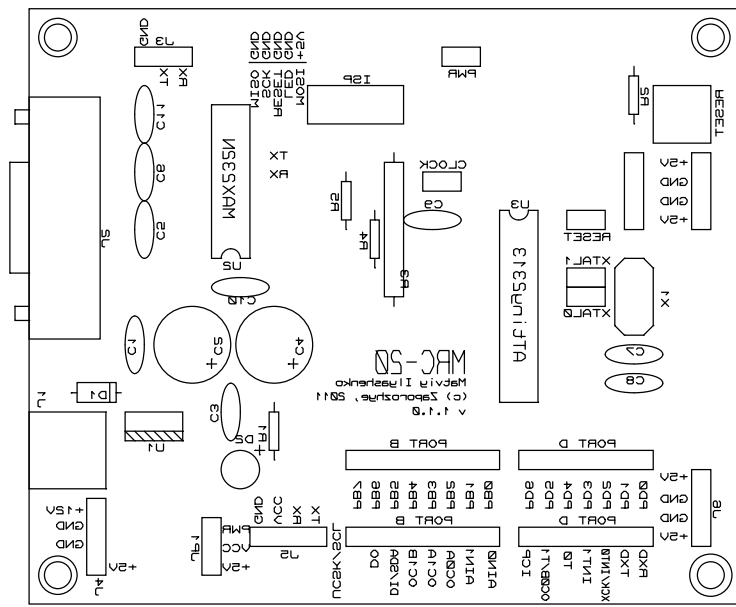 GND
J3
TX
RX
MISO GND
SCK GND
RESET GND
LED GND
MOSI +5V
ISP
PWR
R2
RESET
C11
C6
C5
MAX232N
TX
RX
U2
J2
CLOCK
R5
R4
R3
C9
U3
ATtiny2313
RESET
+5V
GND
GND
+5V
XTAL1
XTAL0
X1
C10
C1
C2
+
C4
+
C7
C8
MRC-20
Matviy Ilyashenko
(c) Zaporozhye, 2011
v 1.1.0
J1
D1
U1
C3
D2
+
R1
PORT B
PB7
PB6
PB5
PB4
PB3
PB2
PB1
PB0
PORT D
PD6
PD5
PD4
PD3
PD2
PD1
PD0
+5V
GND
GND
+5V
J6
+12V
GND
GND
+5V
J4
JP1
PWR
VCC
+5V
GND
VCC
RX
TX
J5
PORT B
UCSK/SCL
DO
DI/SDA
OC1B
OC1A
OC0A
AIN1
AIN0
PORT D
ICP
OC0B/T1
T0
INT1
XCK/INT0
TXD
RXD